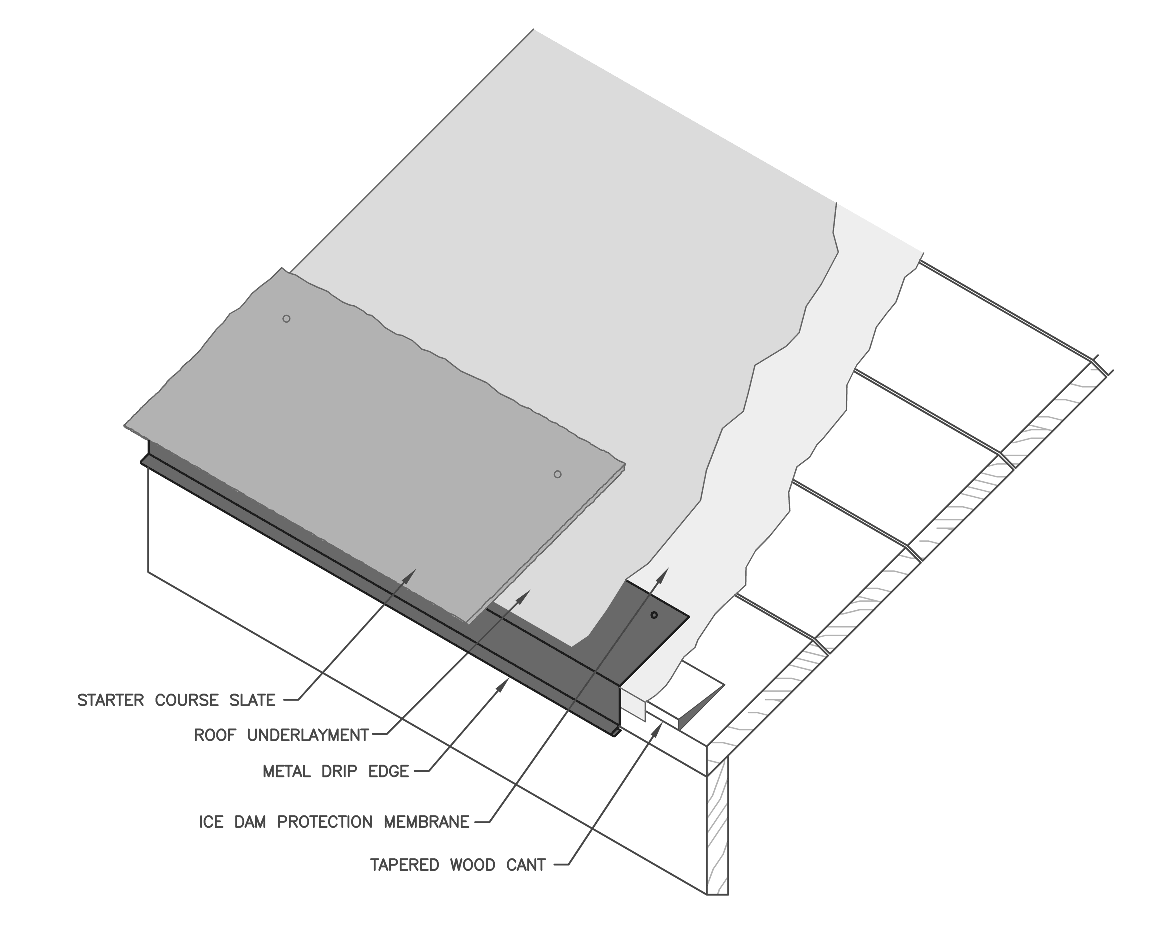 STARTER COURSE SLATE
ROOF UNDERLAYMENT
METAL DRIP EDGE
ICE DAM PROTECTION MEMBRANE
TAPERED WOOD CANT